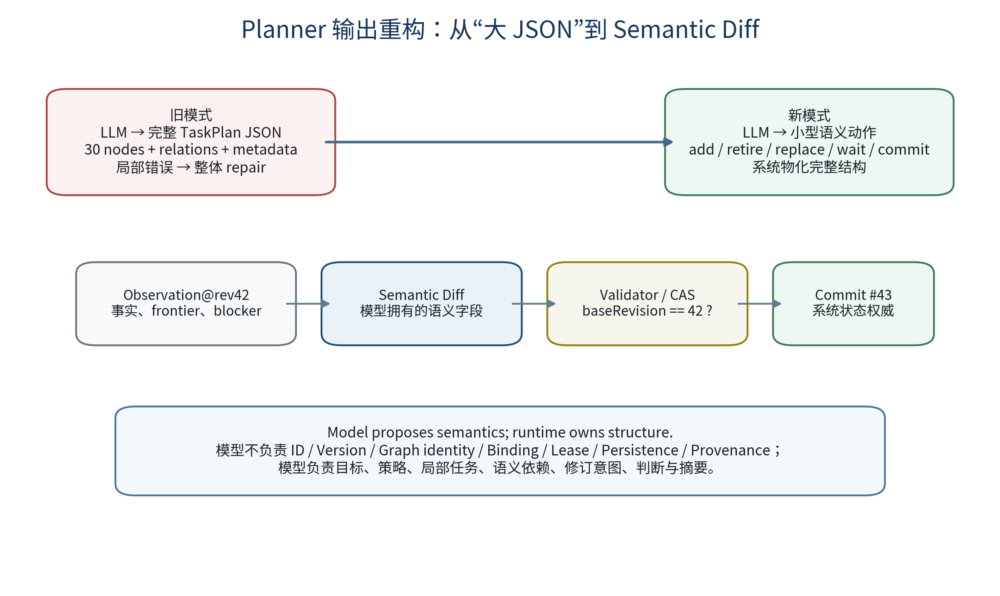 Planner 输出重构：从“大 JSON”到 Semantic Diff
旧模式
LLM → 完整 TaskPlan JSON
30 nodes + relations + metadata
局部错误 → 整体 repair
新模式
LLM → 小型语义动作
add / retire / replace / wait / commit
系统物化完整结构
Observation@rev42
事实、frontier、blocker
Semantic Diff
模型拥有的语义字段
Validator / CAS
baseRevision == 42 ?
Commit #43
系统状态权威
Model proposes semantics; runtime owns structure.
模型不负责 ID / Version / Graph identity / Binding / Lease / Persistence / Provenance；
模型负责目标、策略、局部任务、语义依赖、修订意图、判断与摘要。